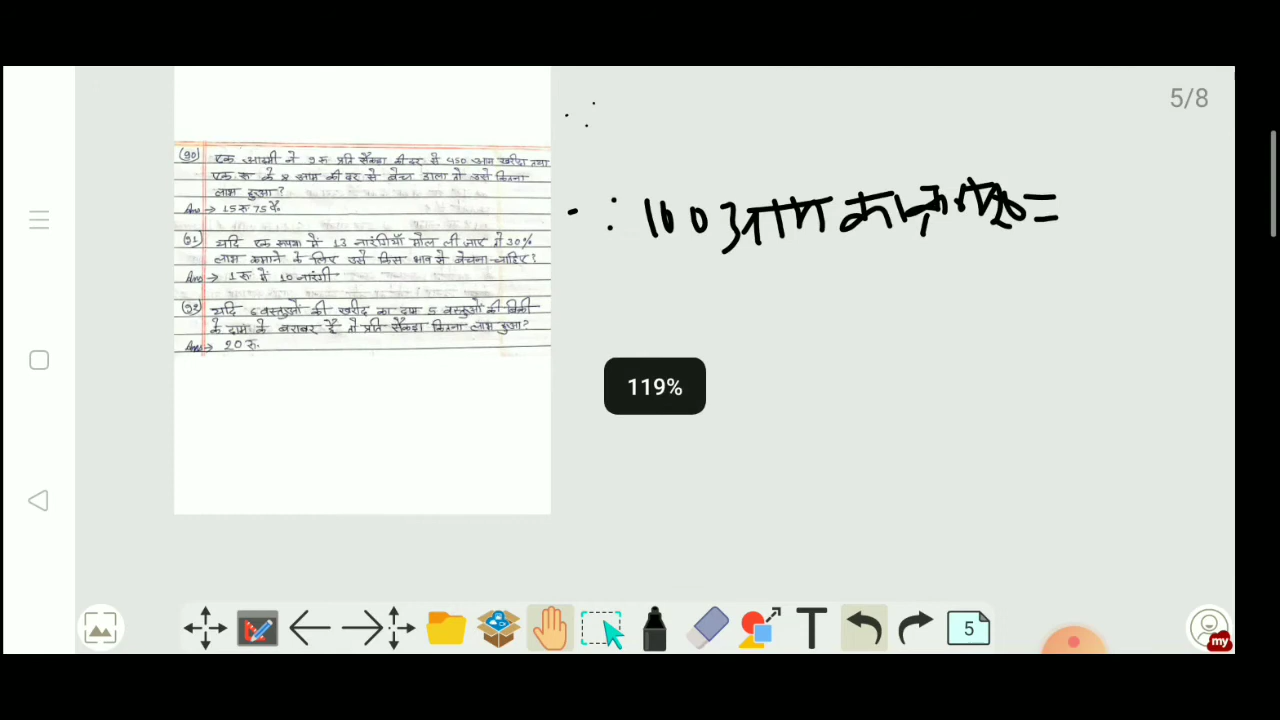 5/8
(90) एक आदमी ने 9 रु प्रति सैकड़ा की दर से 450 आम खरीदा तथा
एक रु के 8 आम की दर से बेच डाला तो उसे कितना
लाभ हुआ?
Ans → 15 रु 75 पै.
(91) यदि एक रुपया में 13 नारंगियाँ मोल ली जाए तो 30%
लाभ कमाने के लिए उसे किस भाव से बेचना चाहिए?
Ans → 1 रु में 10 नारंगी
(92) यदि 6 वस्तुओं की खरीद का दाम 5 वस्तुओं की बिक्री
के दाम के बराबर है तो प्रति सैकड़ा कितना लाभ हुआ?
Ans → 20 रु.
∵ 100 आम का =
119%
T
5
my